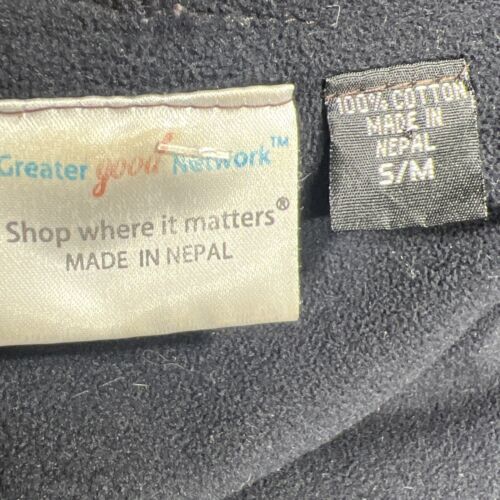 Greater good Network™
Shop where it matters®
MADE IN NEPAL
100% COTTON
MADE IN
NEPAL
S/M